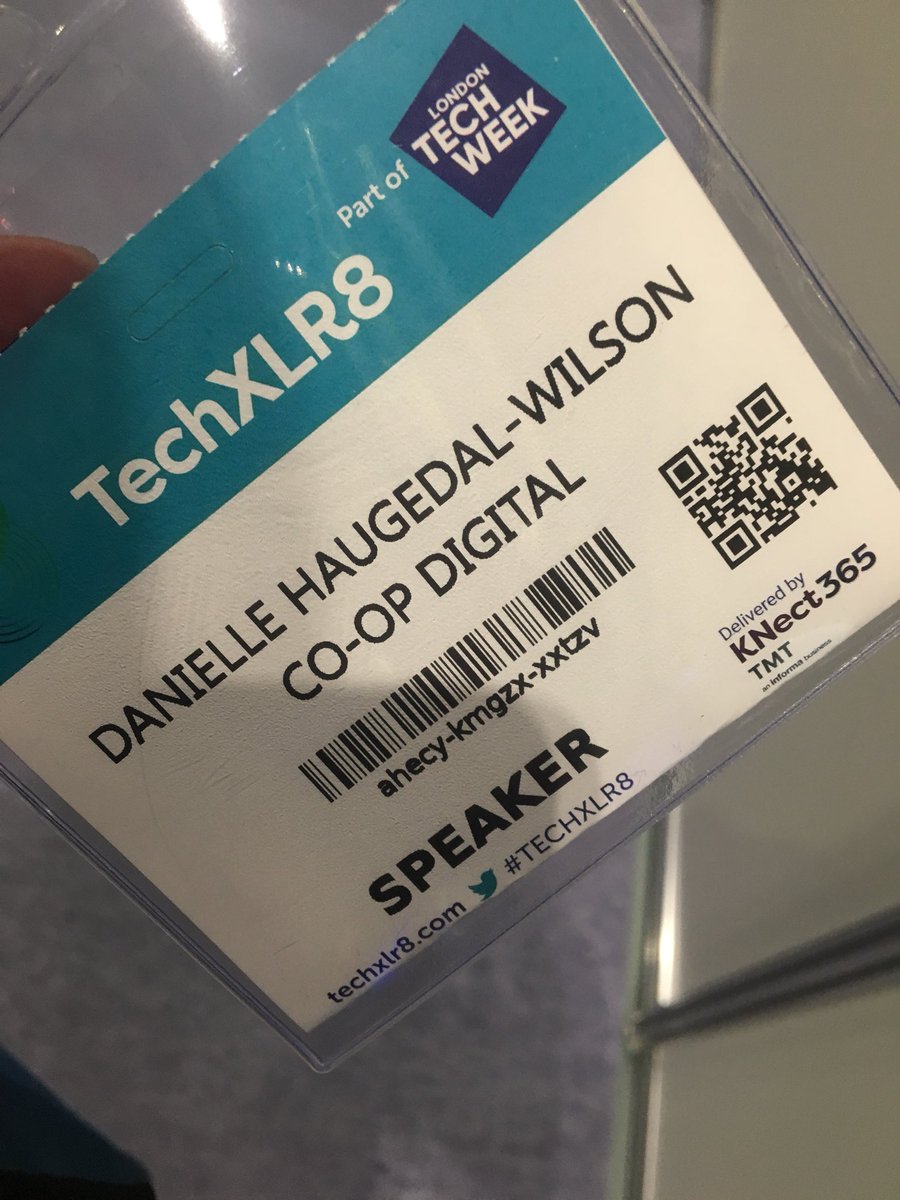 Part of
LONDON
TECH
WEEK
TechXLR8
DANIELLE HAUGEDAL-WILSON
CO-OP DIGITAL
ahecy-kmgzx-xxtzv
Delivered by
KNect365
TMT
an informa business
SPEAKER
techxlr8.com #TECHXLR8